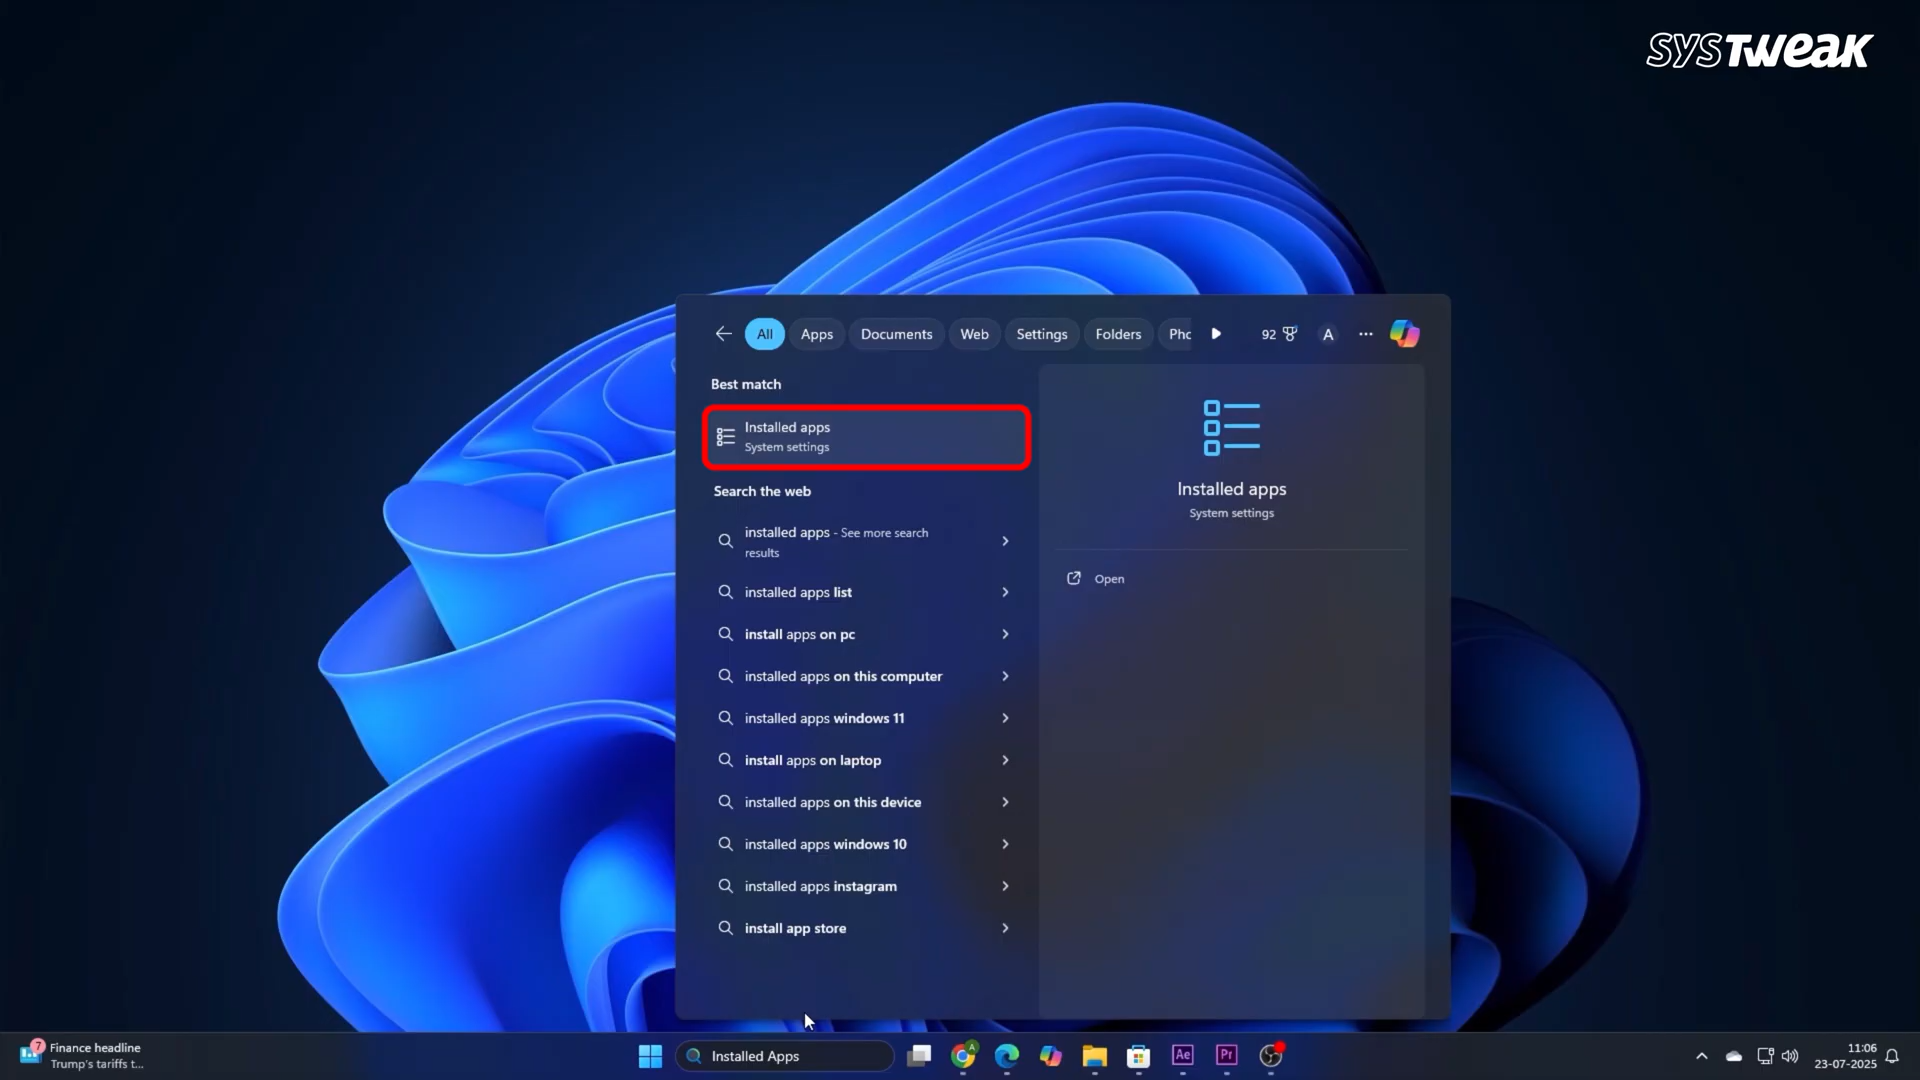 SYSTweak
All
Apps
Documents
Web
Settings
Folders
Phc
92
A
Best match
Installed apps
System settings
Search the web
installed apps - See more search
results
installed apps list
install apps on pc
installed apps on this computer
installed apps windows 11
install apps on laptop
installed apps on this device
installed apps windows 10
installed apps instagram
install app store
Installed apps
System settings
Open
7
Finance headline
Trump's tariffs t...
Installed Apps
A
Ae
Pr
11:06
23-07-2025